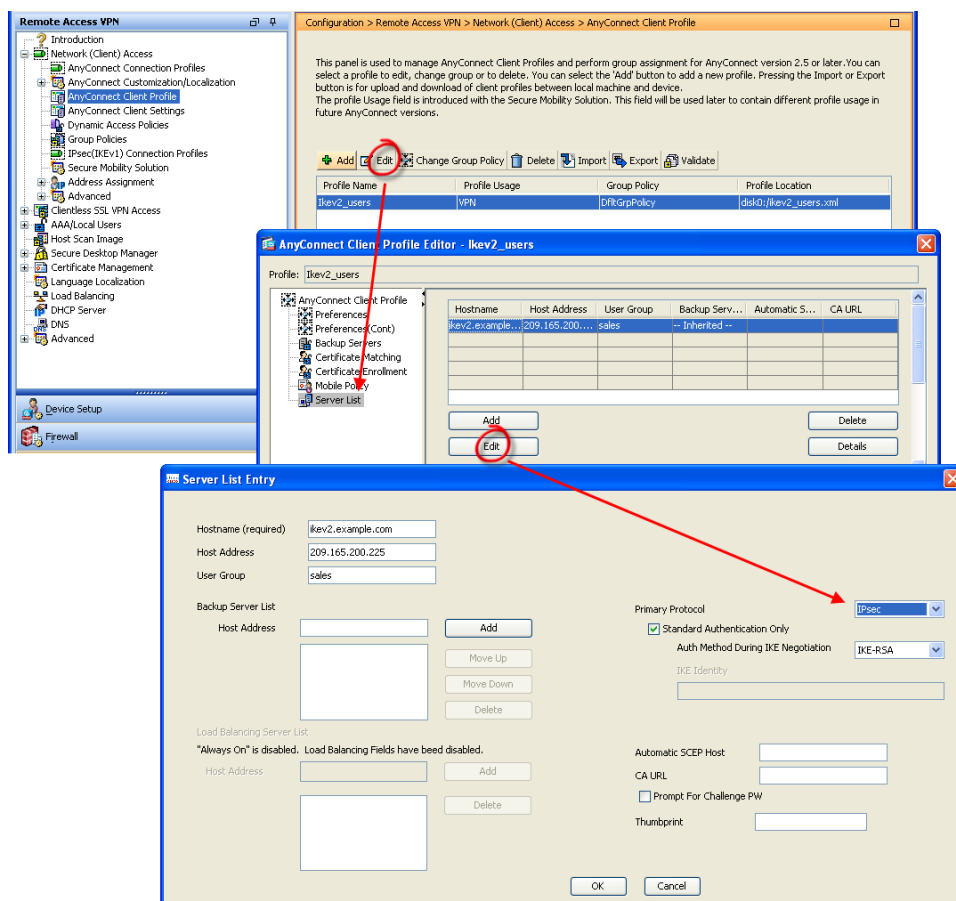 Remote Access VPN
Introduction
Network (Client) Access
AnyConnect Connection Profiles
AnyConnect Customization/Localization
AnyConnect Client Profile
AnyConnect Client Settings
Dynamic Access Policies
Group Policies
IPsec(IKEv1) Connection Profiles
Secure Mobility Solution
Address Assignment
Advanced
Clientless SSL VPN Access
AAA/Local Users
Host Scan Image
Secure Desktop Manager
Certificate Management
Language Localization
Load Balancing
DHCP Server
DNS
Advanced
Device Setup
Firewall
Configuration > Remote Access VPN > Network (Client) Access > AnyConnect Client Profile
This panel is used to manage AnyConnect Client Profiles and perform group assignment for AnyConnect version 2.5 or later.You can
select a profile to edit, change group or to delete. You can select the 'Add' button to add a new profile. Pressing the Import or Export
button is for upload and download of client profiles between local machine and device.
The profile Usage field is introduced with the Secure Mobility Solution. This field will be used later to contain different profile usage in
future AnyConnect versions.
Add Edit Change Group Policy Delete Import Export Validate
Profile Name Profile Usage Group Policy Profile Location
Ikev2_users VPN DfltGrpPolicy disk0:/ikev2_users.xml
AnyConnect Client Profile Editor - Ikev2_users
Profile: Ikev2_users
AnyConnect Client Profile
Preferences
Preferences (Cont)
Backup Servers
Certificate Matching
Certificate Enrollment
Mobile Policy
Server List
Hostname Host Address User Group Backup Serv... Automatic S... CA URL
ikev2.example... 209.165.200.... sales -- Inherited --
Add Delete
Edit Details
Server List Entry
Hostname (required) ikev2.example.com
Host Address 209.165.200.225
User Group sales
Backup Server List
Host Address Add
Move Up
Move Down
Delete
Load Balancing Server List
"Always On" is disabled. Load Balancing Fields have beed disabled.
Host Address Add
Delete
Primary Protocol IPsec
Standard Authentication Only
Auth Method During IKE Negotiation IKE-RSA
IKE Identity
Automatic SCEP Host
CA URL
Prompt For Challenge PW
Thumbprint
OK Cancel